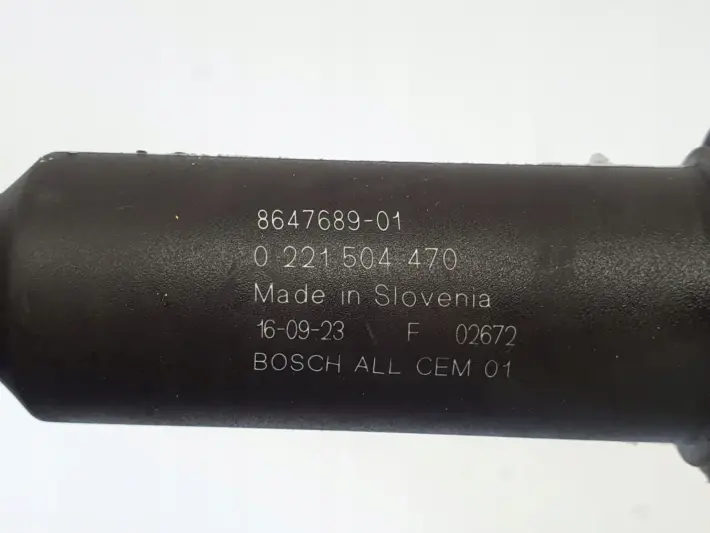 8647689-01
0 221 504 470
Made in Slovenia
16-09-23 F 02672
BOSCH ALL CEM 01